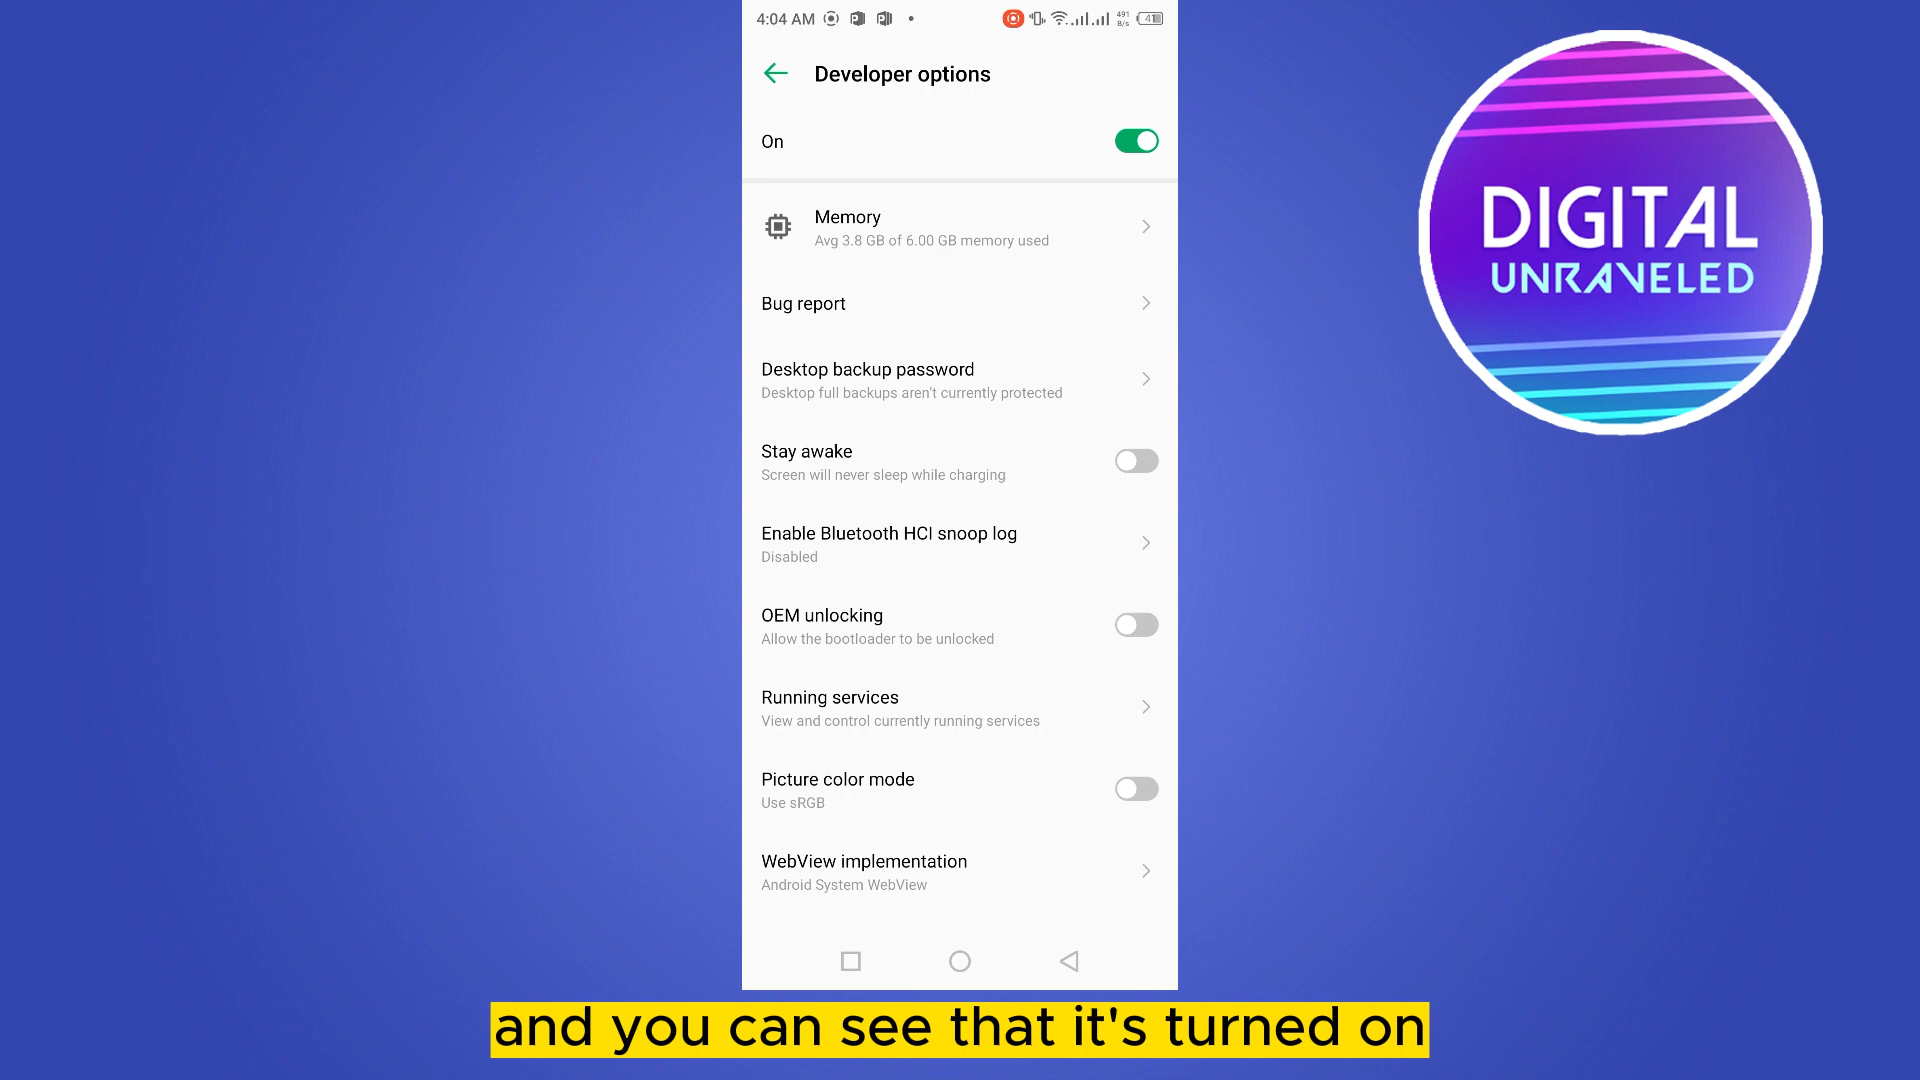 4:04 AM
491
B/s
41
Developer options
On
Memory
Avg 3.8 GB of 6.00 GB memory used
Bug report
Desktop backup password
Desktop full backups aren't currently protected
Stay awake
Screen will never sleep while charging
Enable Bluetooth HCI snoop log
Disabled
OEM unlocking
Allow the bootloader to be unlocked
Running services
View and control currently running services
Picture color mode
Use sRGB
WebView implementation
Android System WebView
DIGITAL
UNRAVELED
and you can see that it's turned on